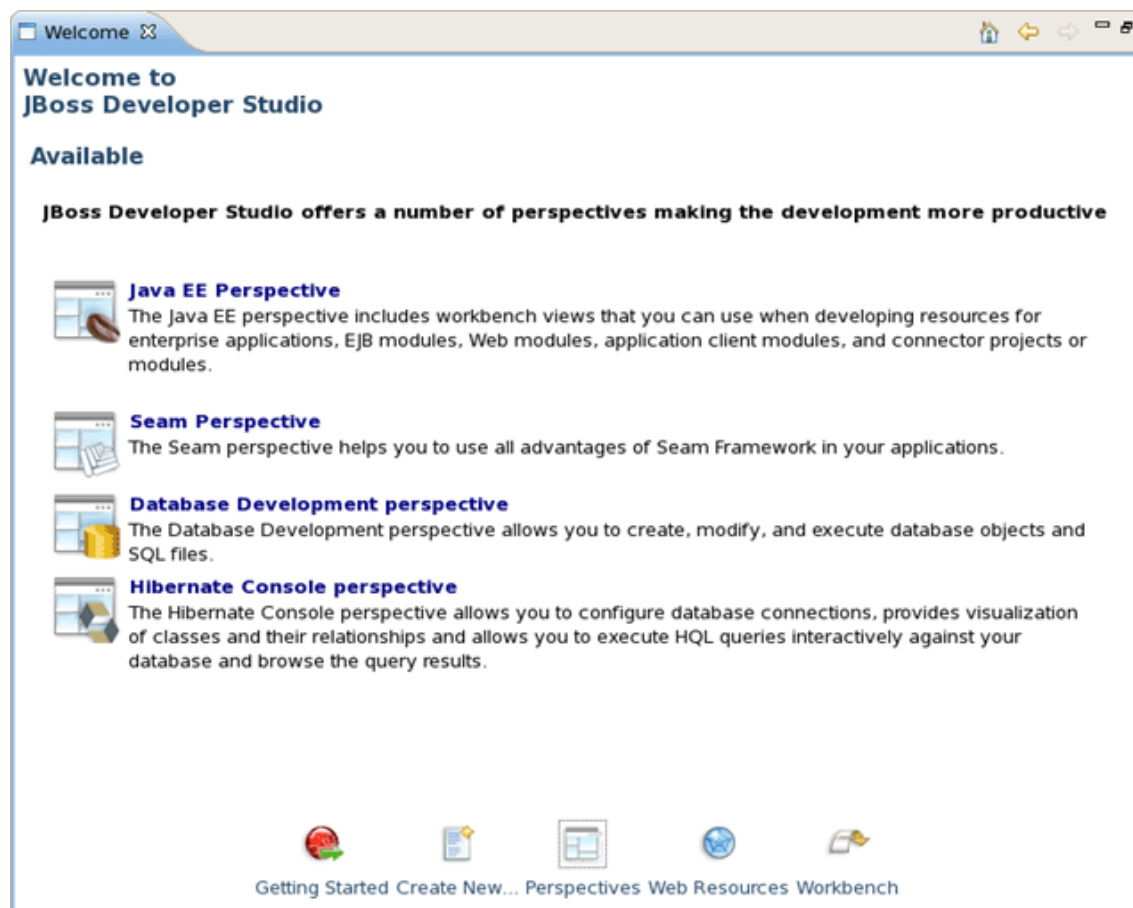 Welcome
Welcome to
JBoss Developer Studio
Available
JBoss Developer Studio offers a number of perspectives making the development more productive
Java EE Perspective
The Java EE perspective includes workbench views that you can use when developing resources for
enterprise applications, EJB modules, Web modules, application client modules, and connector projects or
modules.
Seam Perspective
The Seam perspective helps you to use all advantages of Seam Framework in your applications.
Database Development perspective
The Database Development perspective allows you to create, modify, and execute database objects and
SQL files.
Hibernate Console perspective
The Hibernate Console perspective allows you to configure database connections, provides visualization
of classes and their relationships and allows you to execute HQL queries interactively against your
database and browse the query results.
Getting Started Create New... Perspectives Web Resources Workbench